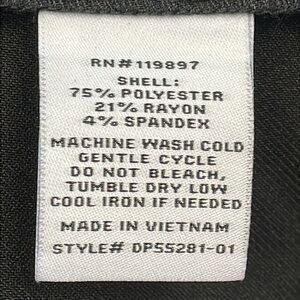 RN#119897
SHELL:
75% POLYESTER
21% RAYON
4% SPANDEX
MACHINE WASH COLD
GENTLE CYCLE
DO NOT BLEACH,
TUMBLE DRY LOW
COOL IRON IF NEEDED
MADE IN VIETNAM
STYLE# DP55281-01